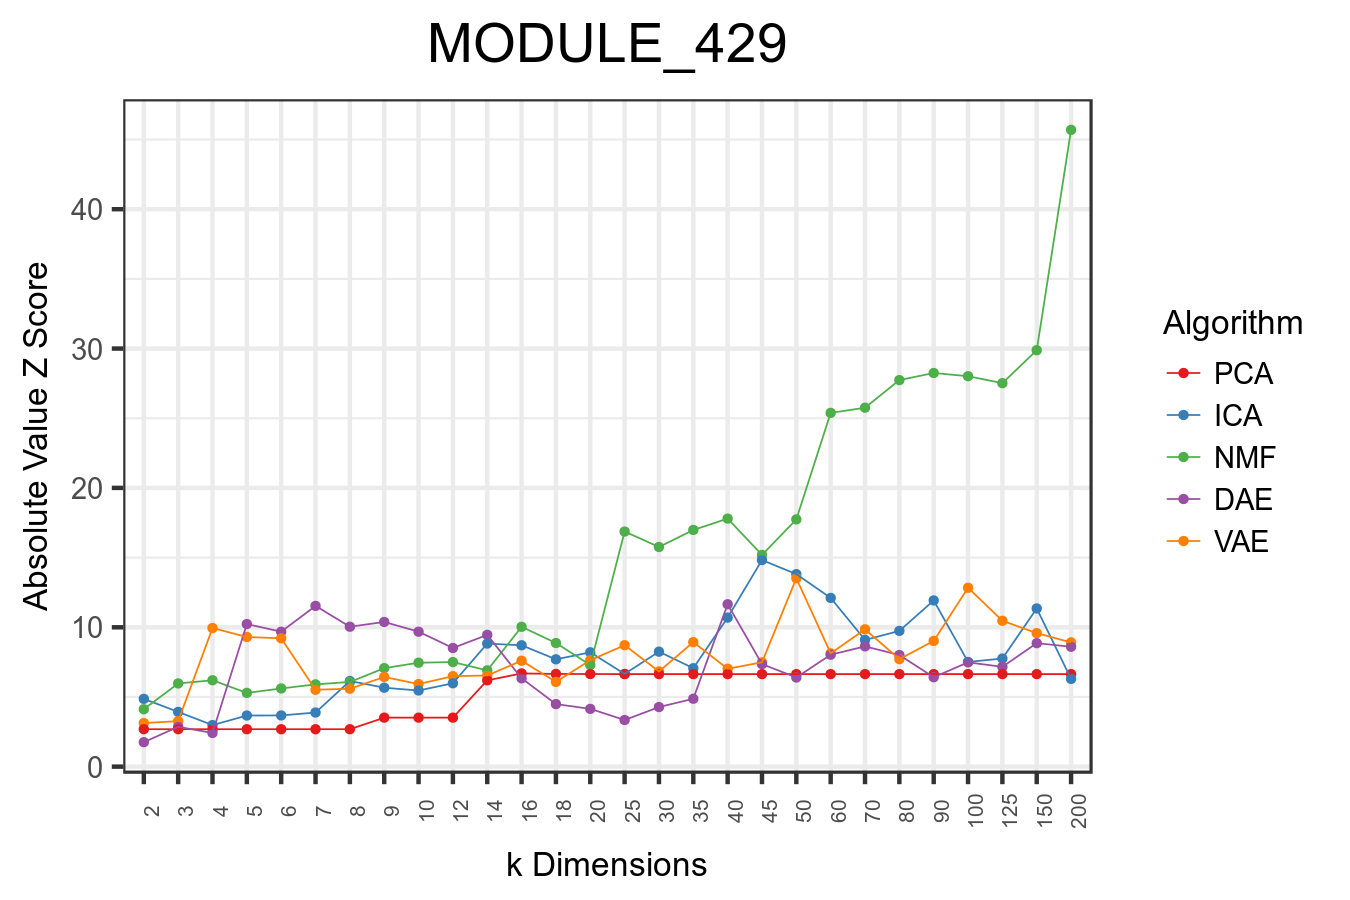 MODULE_429
Absolute Value Z Score
40
30
20
10
0
2 3 4 5 6 7 8 9 10 12 14 16 18 20 25 30 35 40 45 50 60 70 80 90 100 125 150 200
k Dimensions
Algorithm
PCA
ICA
NMF
DAE
VAE